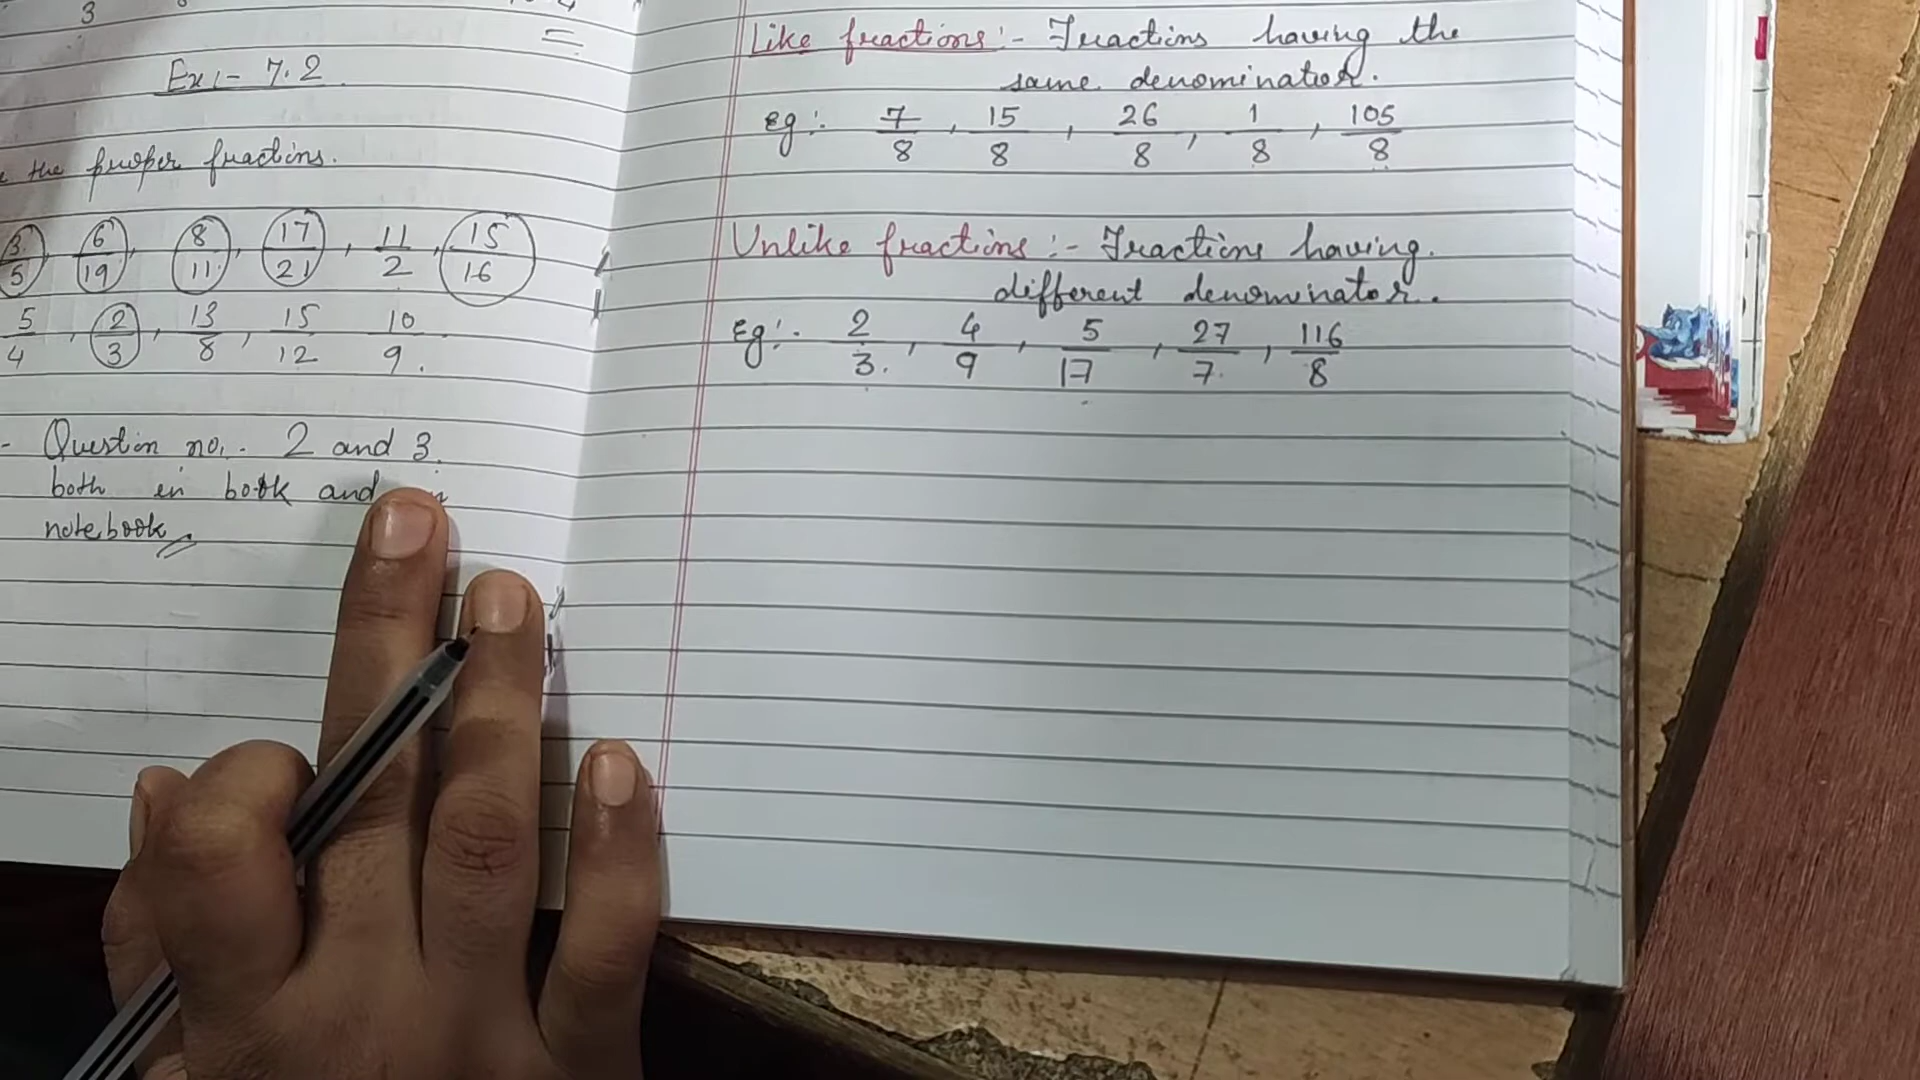 3
Ex:- 7.2
the proper fractins.
3/5, 6/19, 8/11, 17/21, 11/2, 15/16
5/4, 2/3, 13/8, 15/12 10/9.
- Question no. - 2 and 3.
both in book and
notebook
Like fractions :- Fractions having the
same denominator.
eg :- 7/8, 15/8, 26/8, 1/8, 105/8
Unlike fractions :- Fractions having.
different denominator.
Eg :- 2/3, 4/9, 5/17, 27/7, 116/8